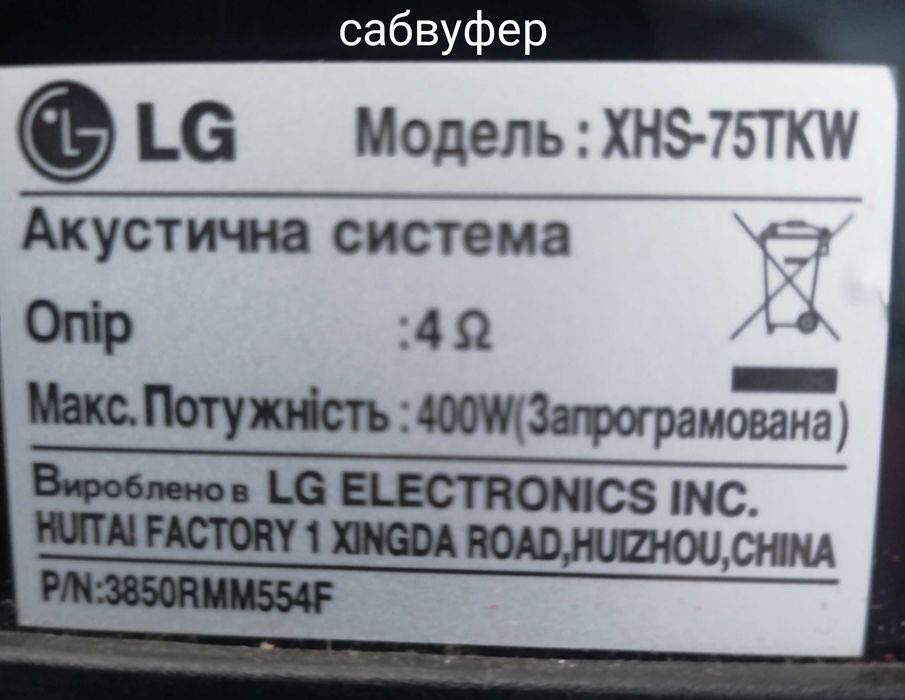 сабвуфер
LG LG Модель : XHS-75TKW
Акустична система
Опір :4 Ω
Макс. Потужність : 400W(Запрограмована)
Вироблено в LG ELECTRONICS INC.
HUITAI FACTORY 1 XINGDA ROAD,HUIZHOU,CHINA
P/N:3850RMM554F